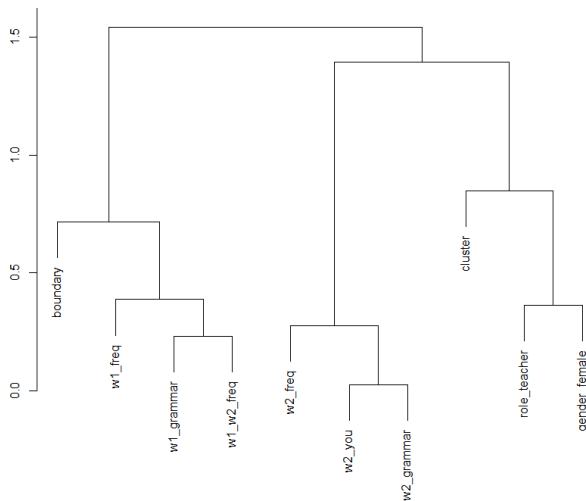 1.5
1.0
0.5
0.0
boundary
w1_freq
w1_grammar
w1_w2_freq
w2_freq
w2_you
w2_grammar
cluster
role_teacher
gender_female